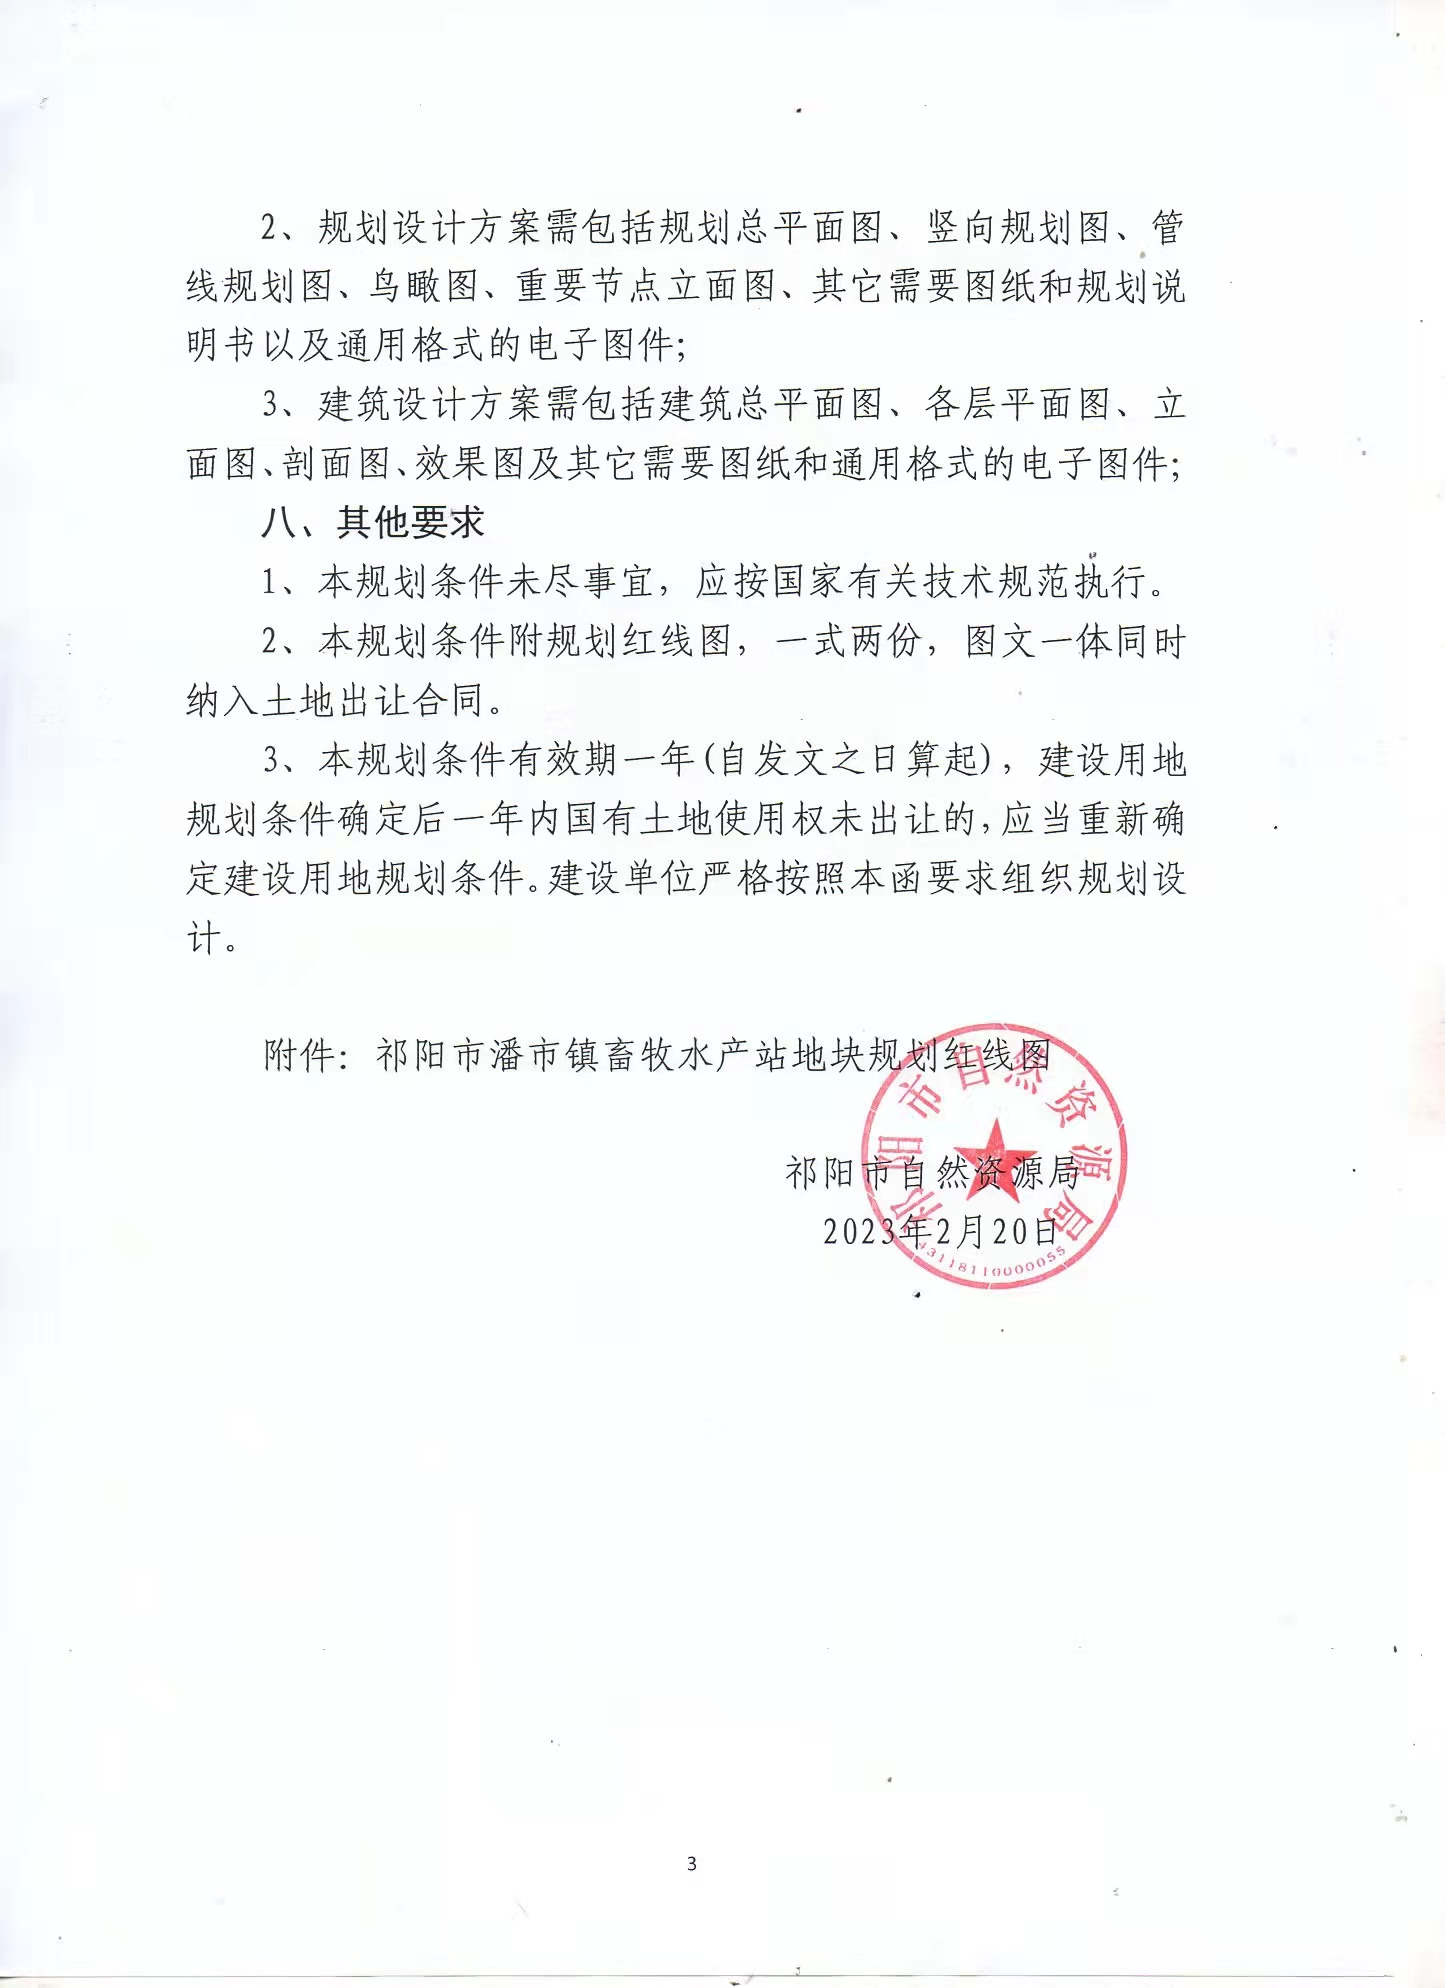 2、规划设计方案需包括规划总平面图、竖向规划图、管
线规划图、鸟瞰图、重要节点立面图、其它需要图纸和规划说
明书以及通用格式的电子图件;
3、建筑设计方案需包括建筑总平面图、各层平面图、立
面图、剖面图、效果图及其它需要图纸和通用格式的电子图件;
八、其他要求
1、本规划条件未尽事宜，应按国家有关技术规范执行。
2、本规划条件附规划红线图，一式两份，图文一体同时
纳入土地出让合同。
3、本规划条件有效期一年(自发文之日算起)，建设用地
规划条件确定后一年内国有土地使用权未出让的,应当重新确
定建设用地规划条件。建设单位严格按照本函要求组织规划设
计。
附件: 祁阳市潘市镇畜牧水产站地块规划红线图
祁阳市自然资源局
2023年2月20日
祁阳市自然资源局
43118110000055
3